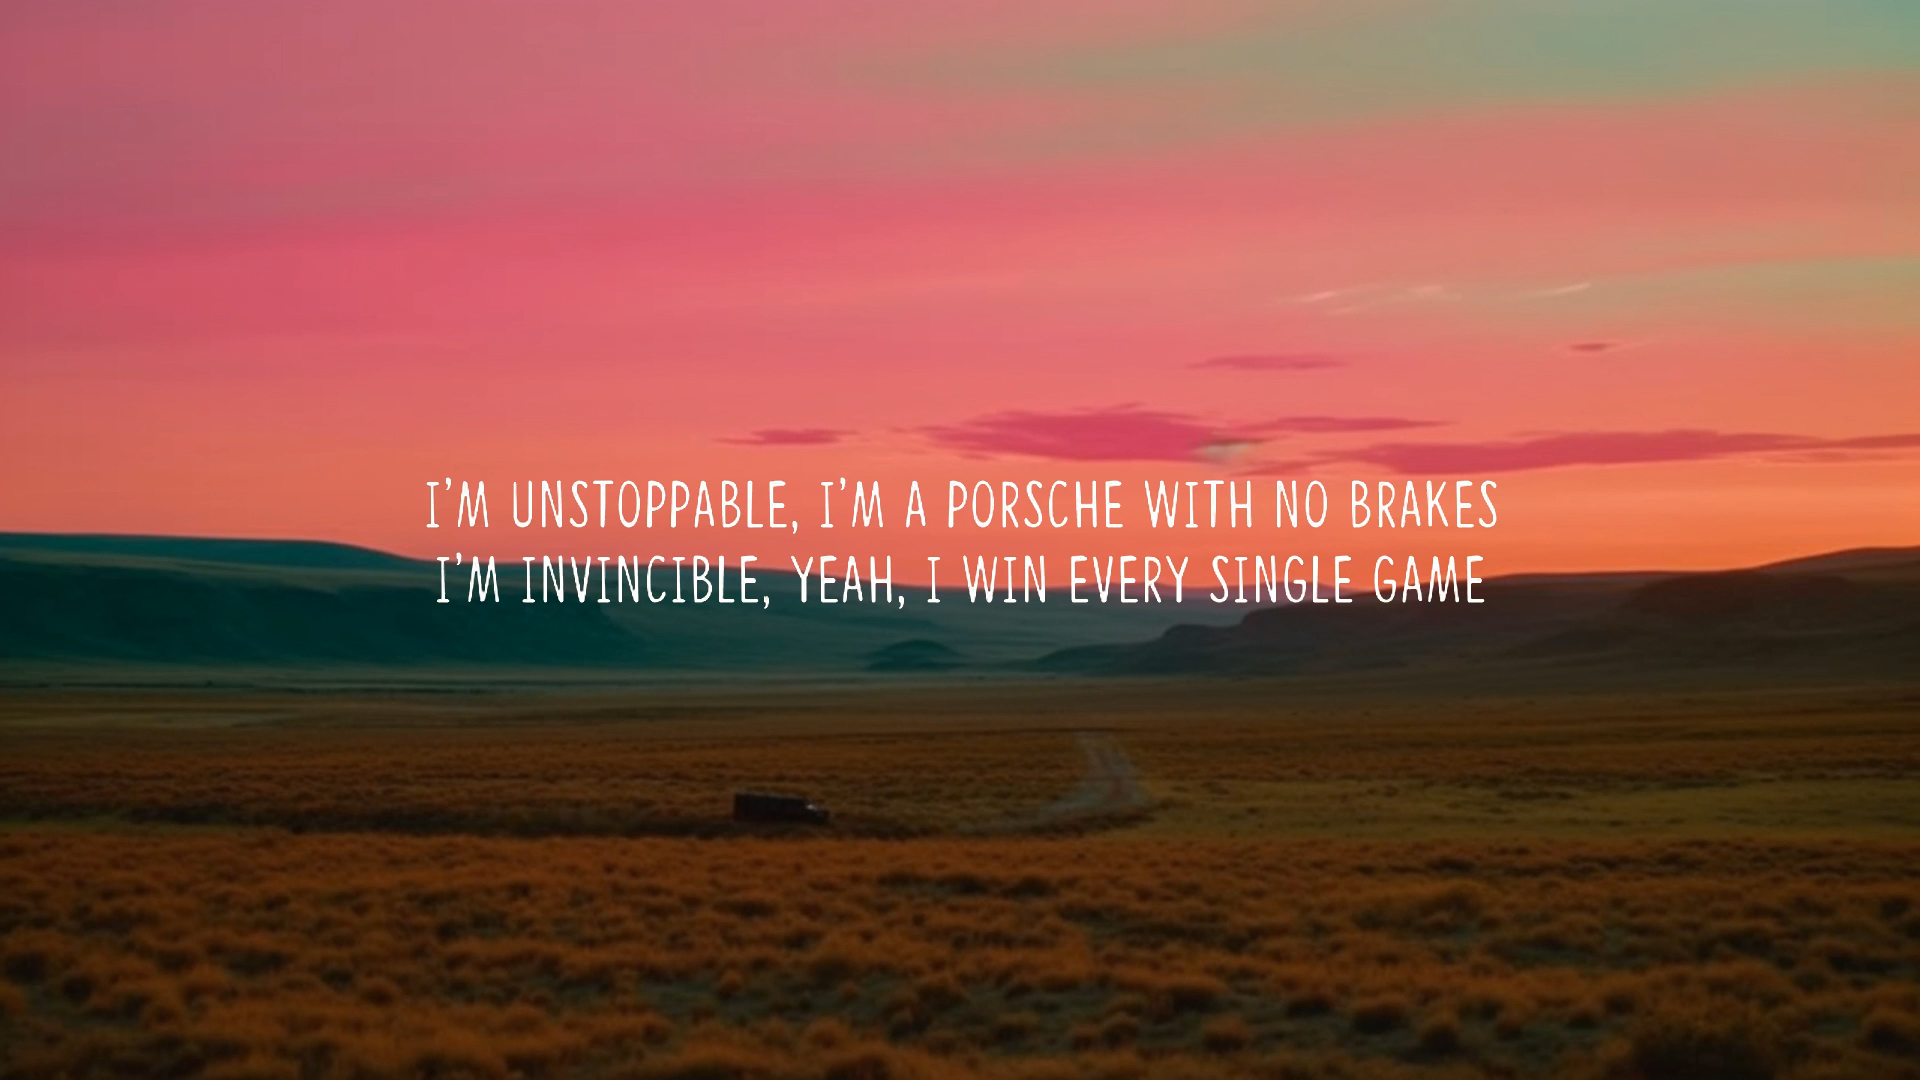 I'M UNSTOPPABLE, I'M A PORSCHE WITH NO BRAKES
I'M INVINCIBLE, YEAH, I WIN EVERY SINGLE GAME